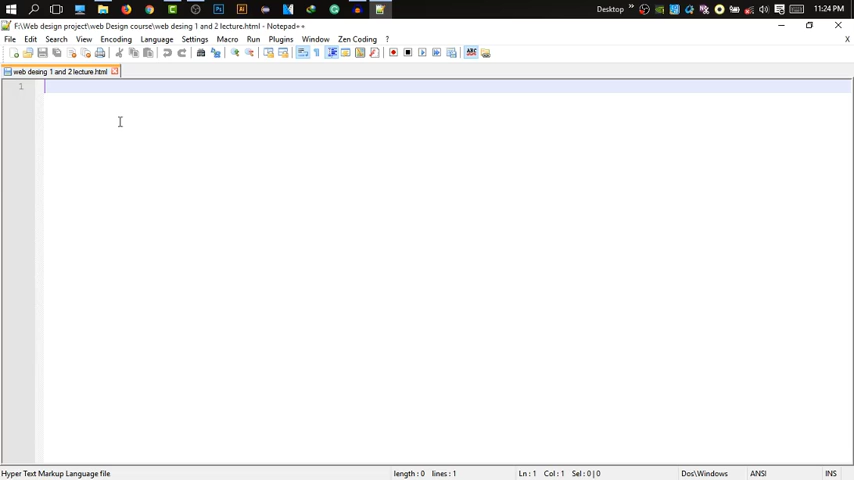 Desktop » 11:24 PM
F:\Web design project\web Design course\web desing 1 and 2 lecture.html - Notepad++
File Edit Search View Encoding Language Settings Macro Run Plugins Window Zen Coding ? X
ABC
web desing 1 and 2 lecture.html
1
Hyper Text Markup Language file length : 0 lines : 1 Ln : 1 Col : 1 Sel : 0 | 0 Dos\Windows ANSI INS